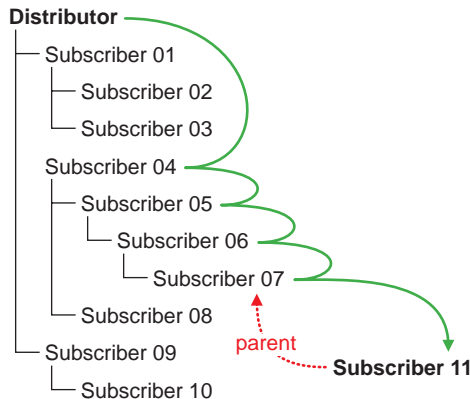 Distributor
Subscriber 01
Subscriber 02
Subscriber 03
Subscriber 04
Subscriber 05
Subscriber 06
Subscriber 07
Subscriber 08
parent
Subscriber 09
Subscriber 11
Subscriber 10